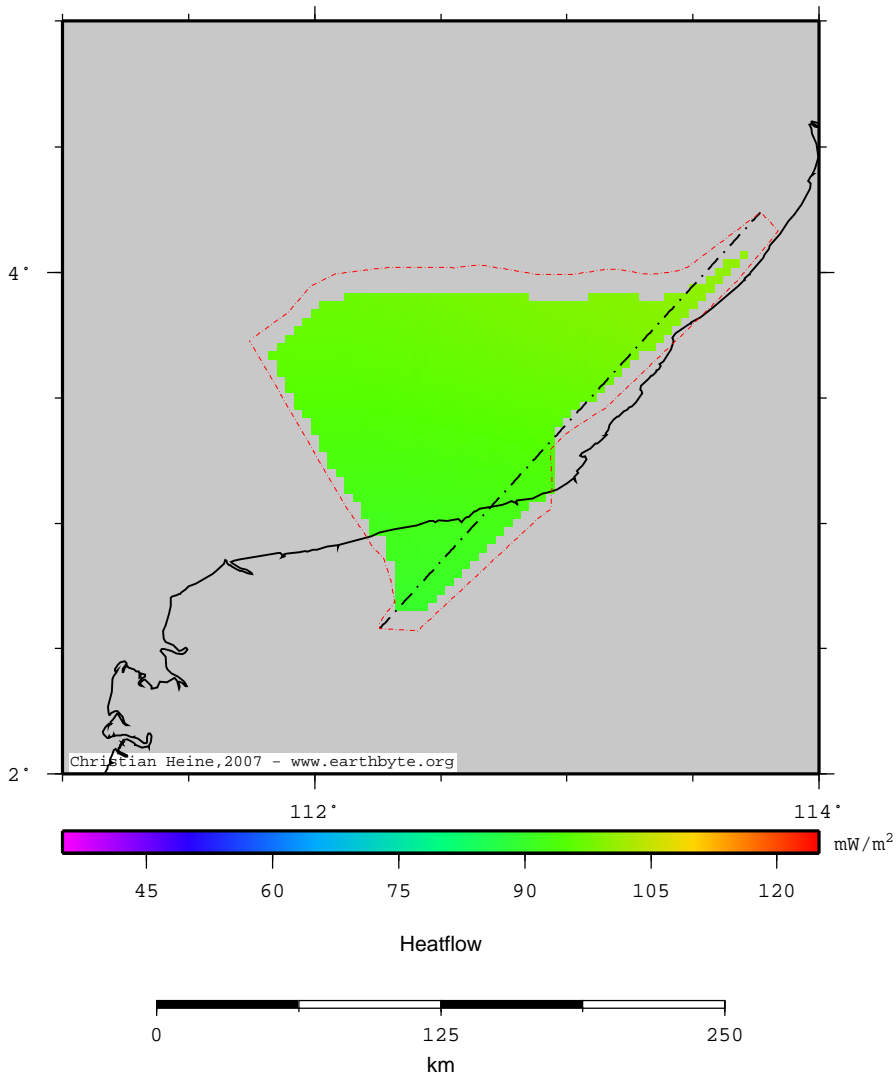 4°
2°
Christian Heine,2007 - www.earthbyte.org
112° 114°
mW/m²
45 60 75 90 105 120
Heatflow
0 125 250
km